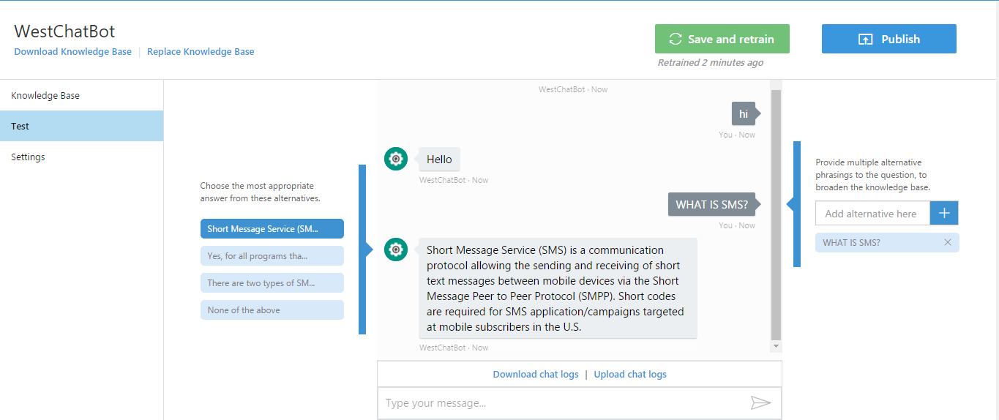 WestChatBot
Download Knowledge Base | Replace Knowledge Base
Save and retrain
Retrained 2 minutes ago
Publish
Knowledge Base
Test
Settings
Choose the most appropriate
answer from these alternatives.
Short Message Service (SM...
Yes, for all programs tha...
There are two types of SM...
None of the above
WestChatBot · Now
hi
You · Now
Hello
WestChatBot · Now
WHAT IS SMS?
You · Now
Short Message Service (SMS) is a communication
protocol allowing the sending and receiving of short
text messages between mobile devices via the Short
Message Peer to Peer Protocol (SMPP). Short codes
are required for SMS application/campaigns targeted
at mobile subscribers in the U.S.
WestChatBot · Now
Download chat logs | Upload chat logs
Type your message...
Provide multiple alternative
phrasings to the question, to
broaden the knowledge base.
Add alternative here
WHAT IS SMS?